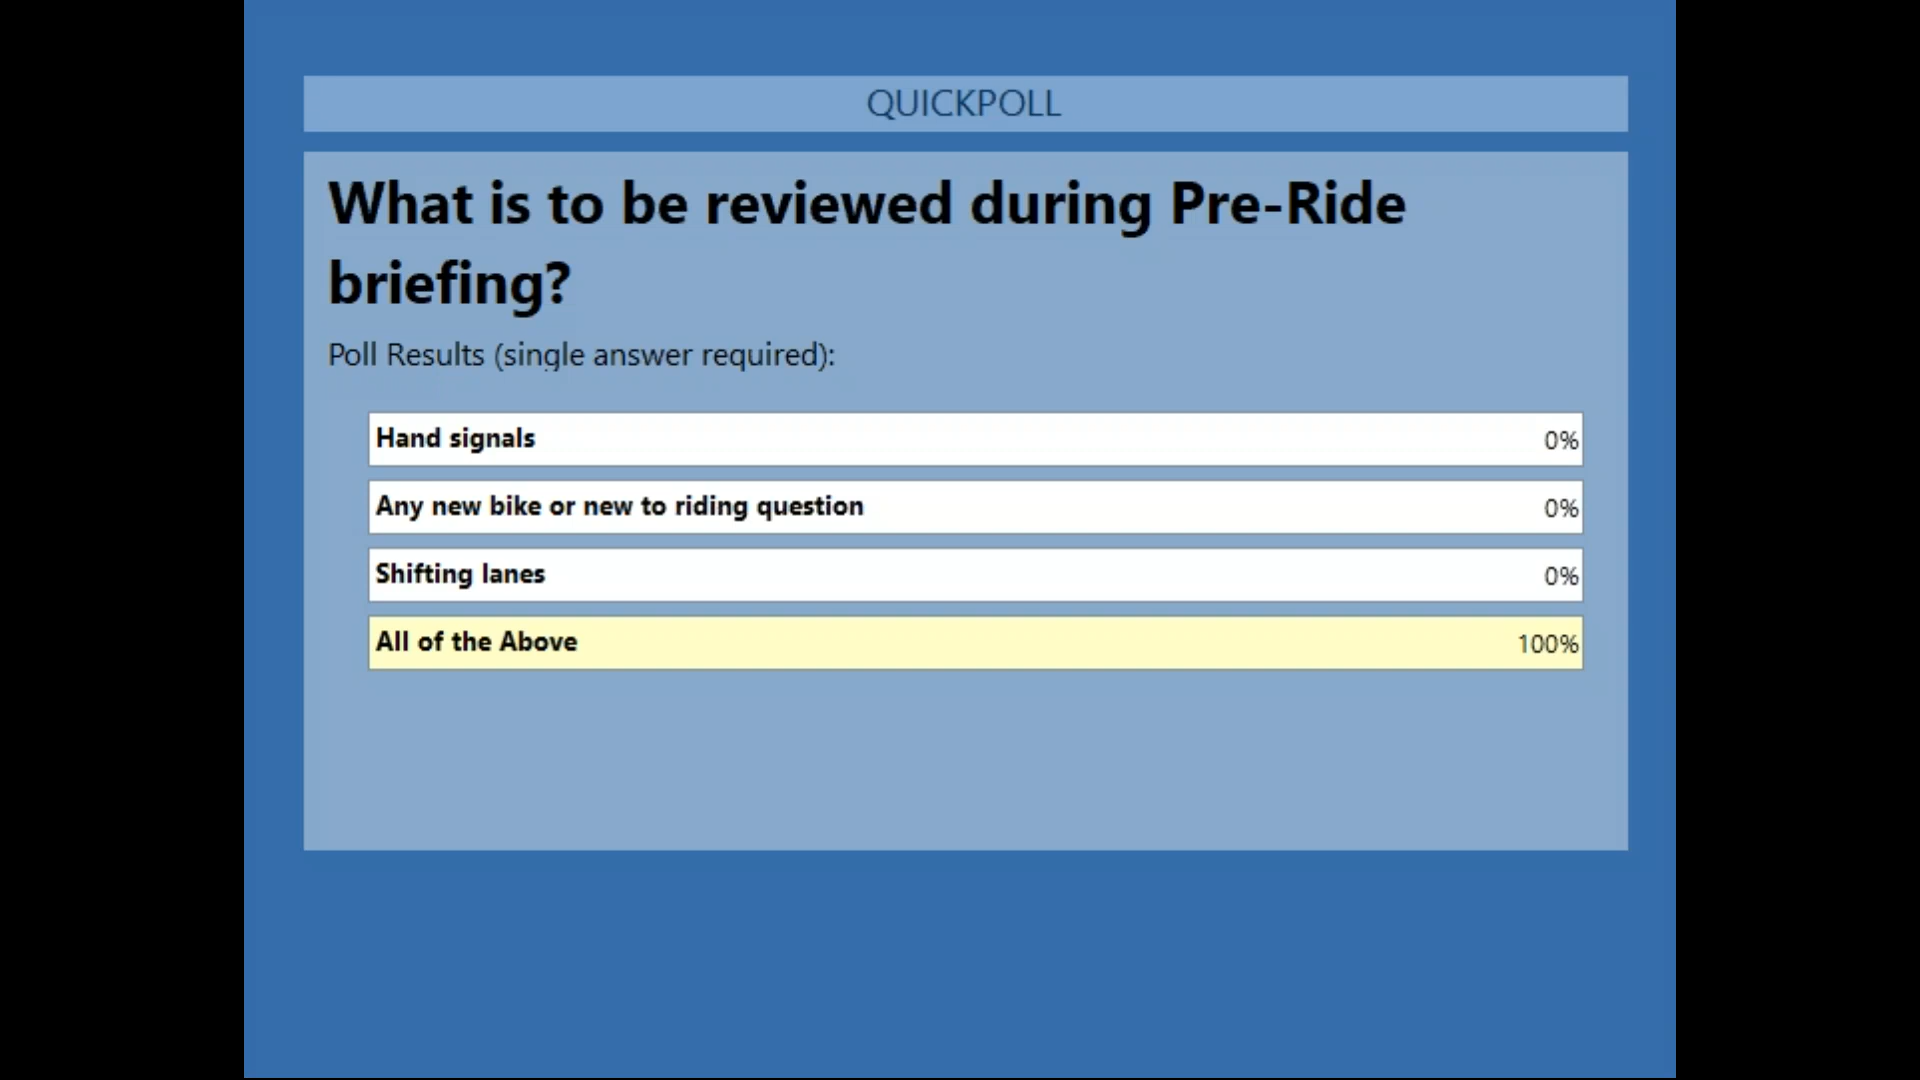 QUICKPOLL
What is to be reviewed during Pre-Ride
briefing?
Poll Results (single answer required):
Hand signals 0%
Any new bike or new to riding question 0%
Shifting lanes 0%
All of the Above 100%